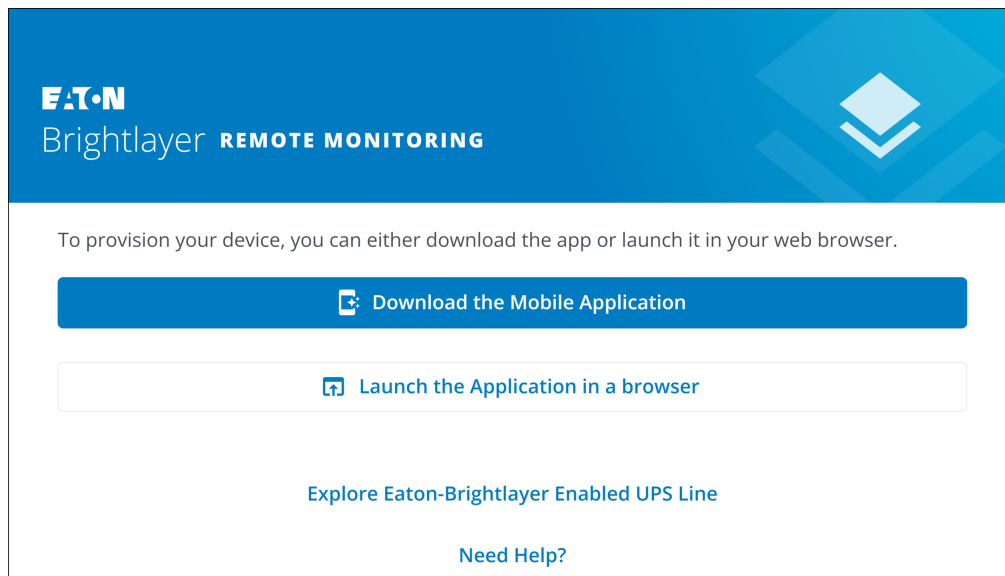 EATON
Brightlayer REMOTE MONITORING
To provision your device, you can either download the app or launch it in your web browser.
Download the Mobile Application
Launch the Application in a browser
Explore Eaton-Brightlayer Enabled UPS Line
Need Help?